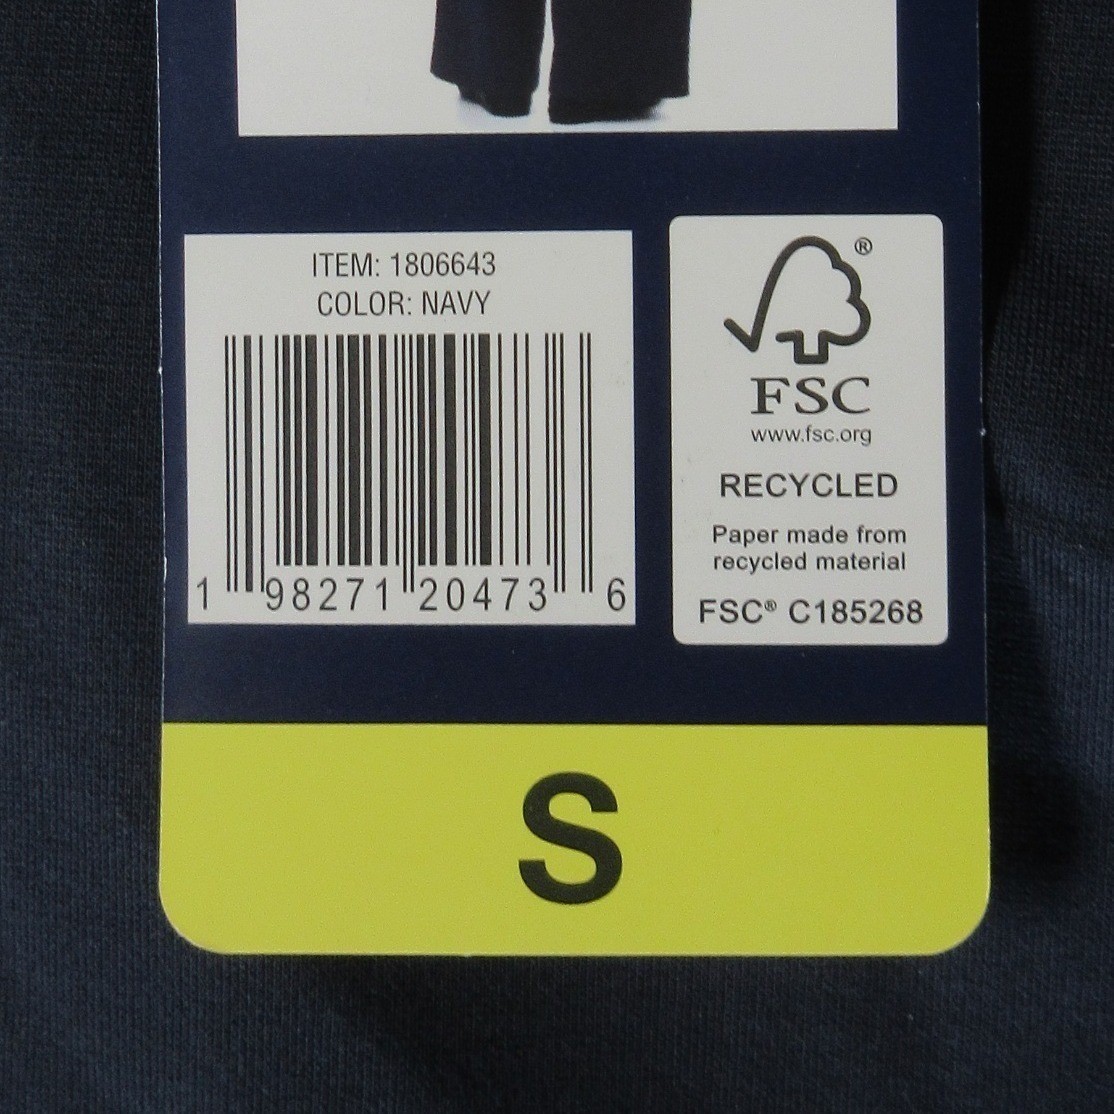 ITEM: 1806643
COLOR: NAVY
1 98271 20473 6
®
FSC
www.fsc.org
RECYCLED
Paper made from
recycled material
FSC® C185268
S